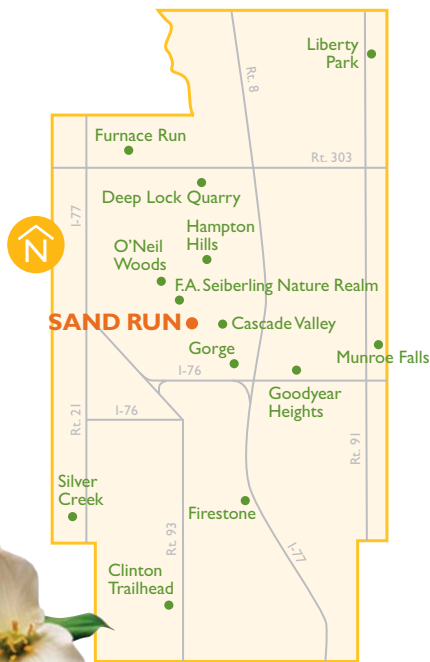 Liberty
Park
Rt. 8
Furnace Run
Rt. 303
Deep Lock Quarry
I-77
Hampton
Hills
N
O'Neil
Woods
F.A. Seiberling Nature Realm
SAND RUN
Cascade Valley
Gorge
Munroe Falls
I-76
Goodyear
Heights
I-76
Rt. 21
Rt. 91
Silver
Creek
Firestone
Rt. 93
I-77
Clinton
Trailhead